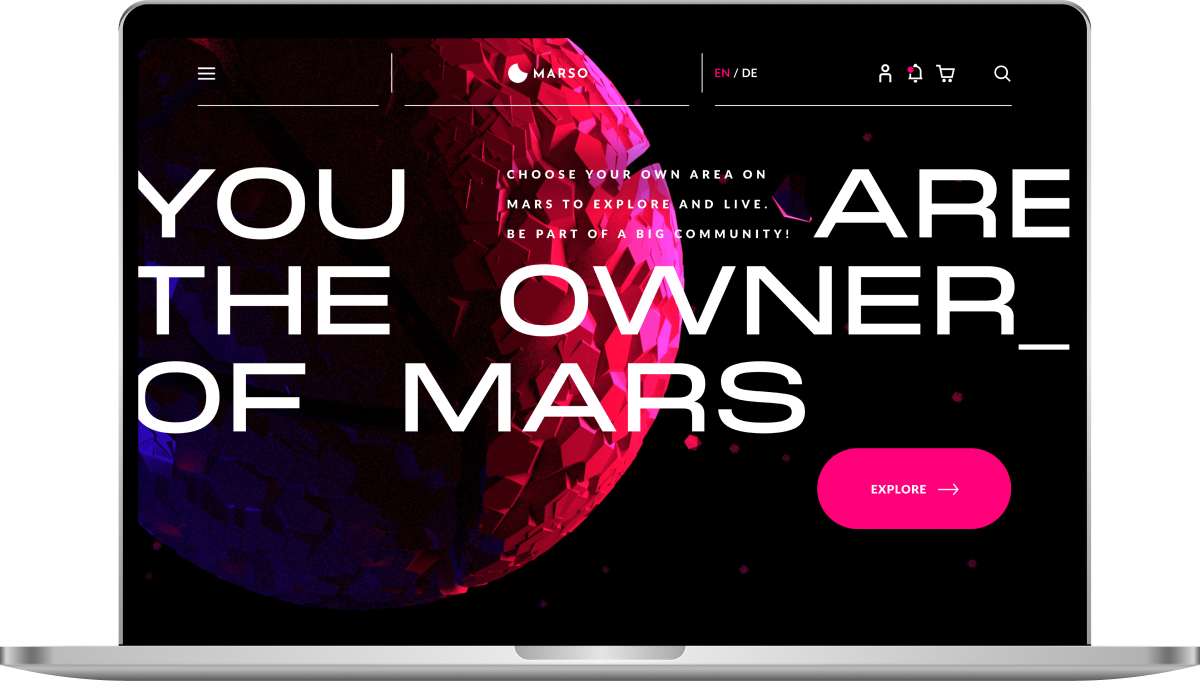 MARSO
EN / DE
CHOOSE YOUR OWN AREA ON
MARS TO EXPLORE AND LIVE.
BE PART OF A BIG COMMUNITY!
YOU ARE
THE OWNER_
OF MARS
EXPLORE